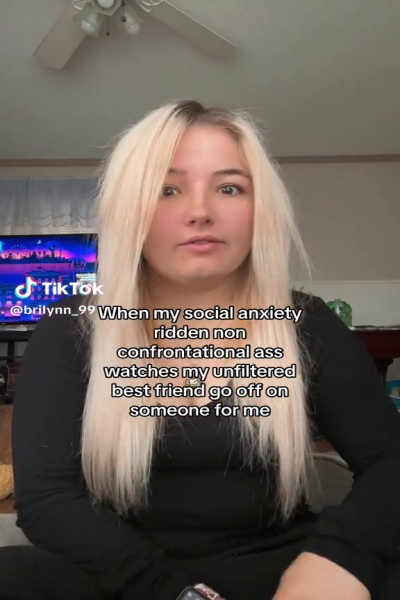 TikTok
@brilynn_99
When my social anxiety
ridden non
confrontational ass
watches my unfiltered
best friend go off on
someone for me